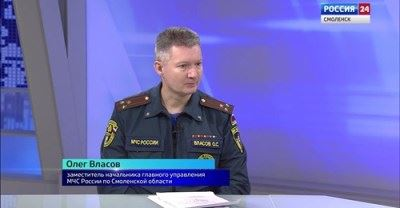 РОССИЯ 24
СМОЛЕНСК
МЧС РОССИИ
ВЛАСОВ О.С.
Олег Власов
заместитель начальника главного управления
МЧС России по Смоленской области